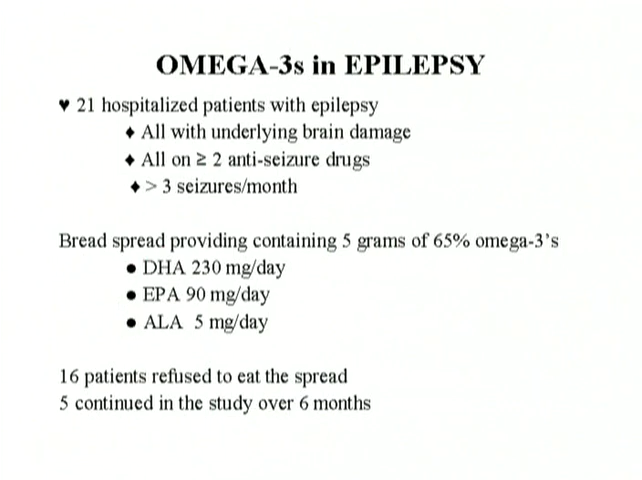 OMEGA-3s in EPILEPSY
♥ 21 hospitalized patients with epilepsy
♦ All with underlying brain damage
♦ All on ≥ 2 anti-seizure drugs
♦ > 3 seizures/month
Bread spread providing containing 5 grams of 65% omega-3’s
● DHA 230 mg/day
● EPA 90 mg/day
● ALA 5 mg/day
16 patients refused to eat the spread
5 continued in the study over 6 months